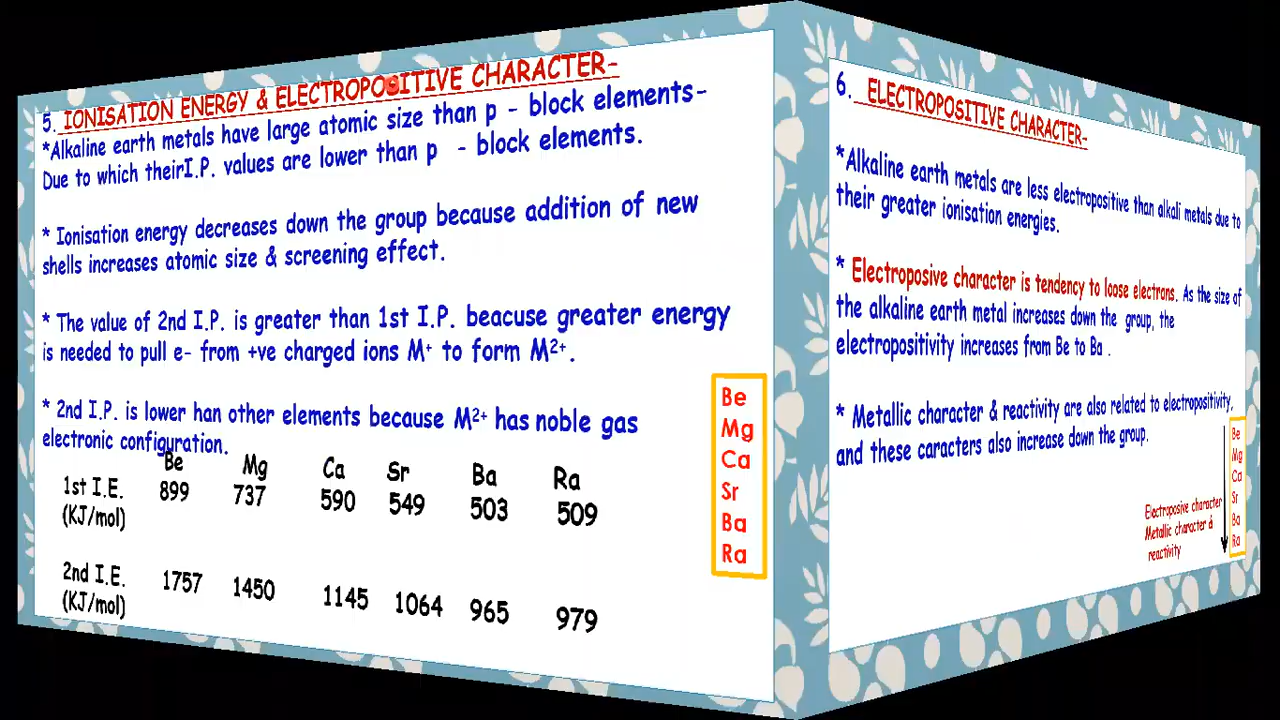 5. IONISATION ENERGY & ELECTROPOSITIVE CHARACTER-
*Alkaline earth metals have large atomic size than p - block elements-
Due to which theirI.P. values are lower than p - block elements.
* Ionisation energy decreases down the group because addition of new
shells increases atomic size & screening effect.
* The value of 2nd I.P. is greater than 1st I.P. beacuse greater energy
is needed to pull e- from +ve charged ions M⁺ to form M²⁺.
* 2nd I.P. is lower han other elements because M²⁺ has noble gas
electronic configuration.
Be Mg Ca Sr Ba Ra
1st I.E. 899 737 590 549 503 509
(KJ/mol)
2nd I.E. 1757 1450 1145 1064 965 979
(KJ/mol)
Be
Mg
Ca
Sr
Ba
Ra
6. ELECTROPOSITIVE CHARACTER-
*Alkaline earth metals are less electropositive than alkali metals due to
their greater ionisation energies.
* Electroposive character is tendency to loose electrons. As the size of
the alkaline earth metal increases down the group, the
electropositivity increases from Be to Ba .
* Metallic character & reactivity are also related to electropositivity,
and these caracters also increase down the group.
Electroposive character
Metallic character &
reactivity
Be
Mg
Ca
Sr
Ba
Ra